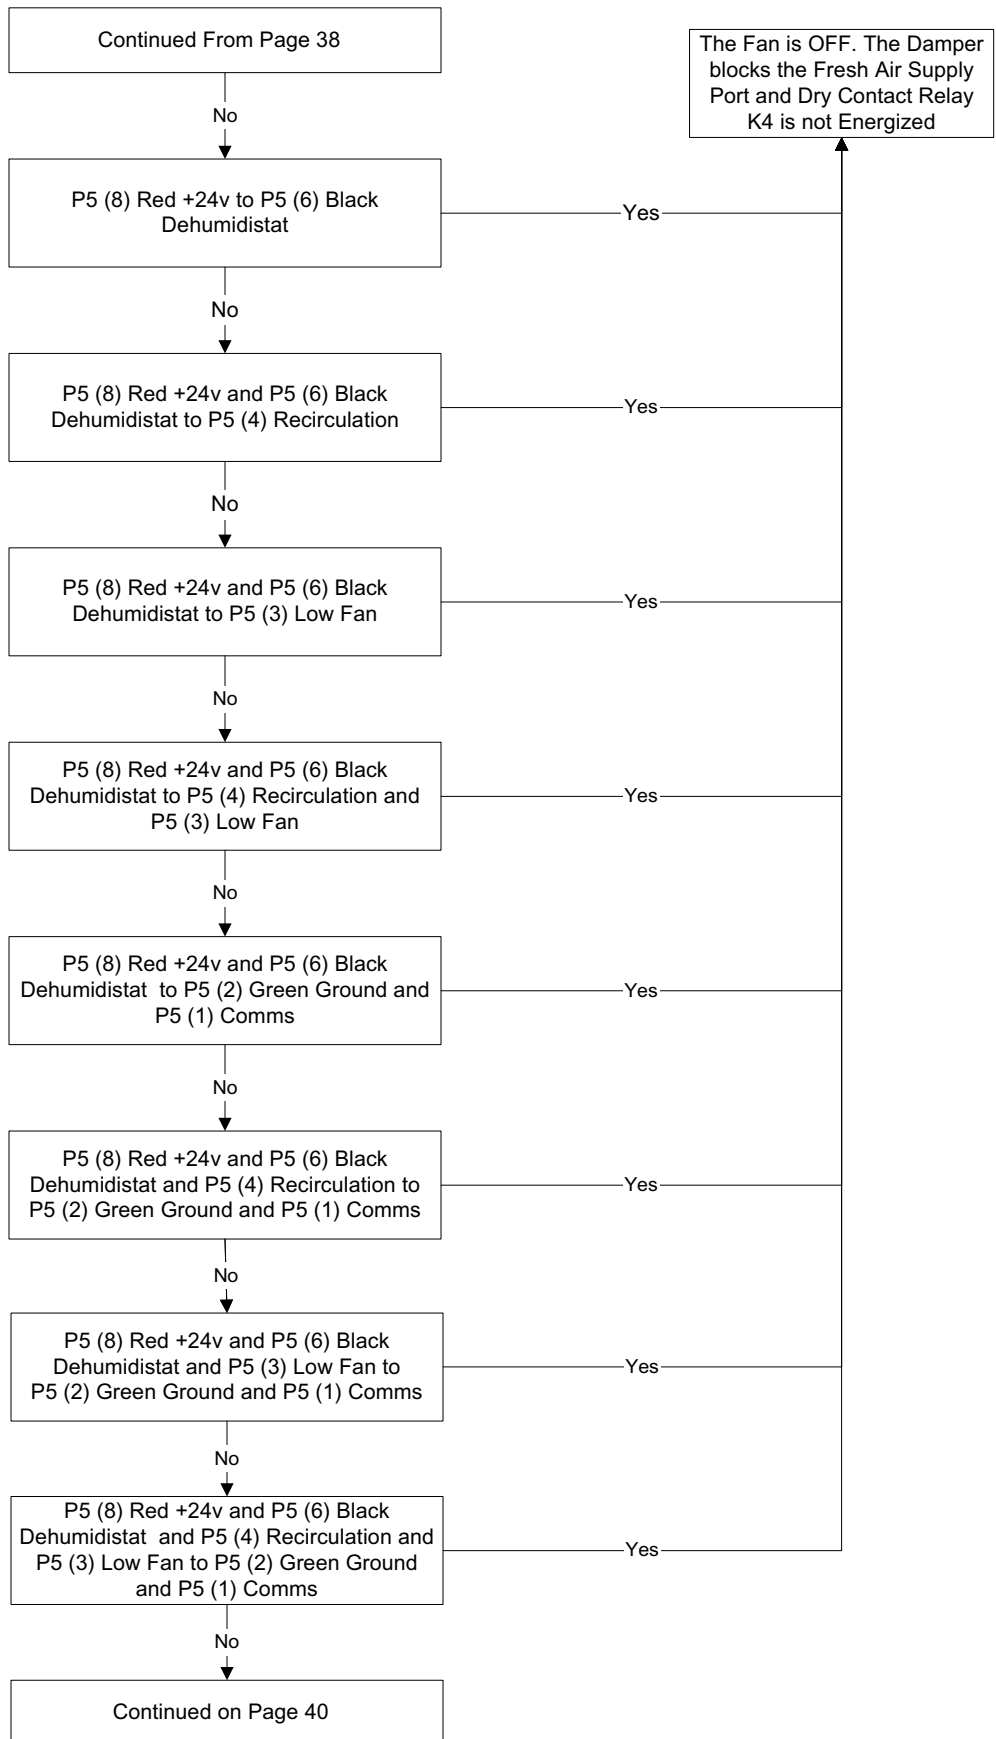 Continued From Page 38
The Fan is OFF. The Damper
blocks the Fresh Air Supply
Port and Dry Contact Relay
K4 is not Energized
No
P5 (8) Red +24v to P5 (6) Black
Dehumidistat
Yes
No
P5 (8) Red +24v and P5 (6) Black
Dehumidistat to P5 (4) Recirculation
Yes
No
P5 (8) Red +24v and P5 (6) Black
Dehumidistat to P5 (3) Low Fan
Yes
No
P5 (8) Red +24v and P5 (6) Black
Dehumidistat to P5 (4) Recirculation and
P5 (3) Low Fan
Yes
No
P5 (8) Red +24v and P5 (6) Black
Dehumidistat to P5 (2) Green Ground and
P5 (1) Comms
Yes
No
P5 (8) Red +24v and P5 (6) Black
Dehumidistat and P5 (4) Recirculation to
P5 (2) Green Ground and P5 (1) Comms
Yes
No
P5 (8) Red +24v and P5 (6) Black
Dehumidistat and P5 (3) Low Fan to
P5 (2) Green Ground and P5 (1) Comms
Yes
No
P5 (8) Red +24v and P5 (6) Black
Dehumidistat and P5 (4) Recirculation and
P5 (3) Low Fan to P5 (2) Green Ground
and P5 (1) Comms
Yes
No
Continued on Page 40